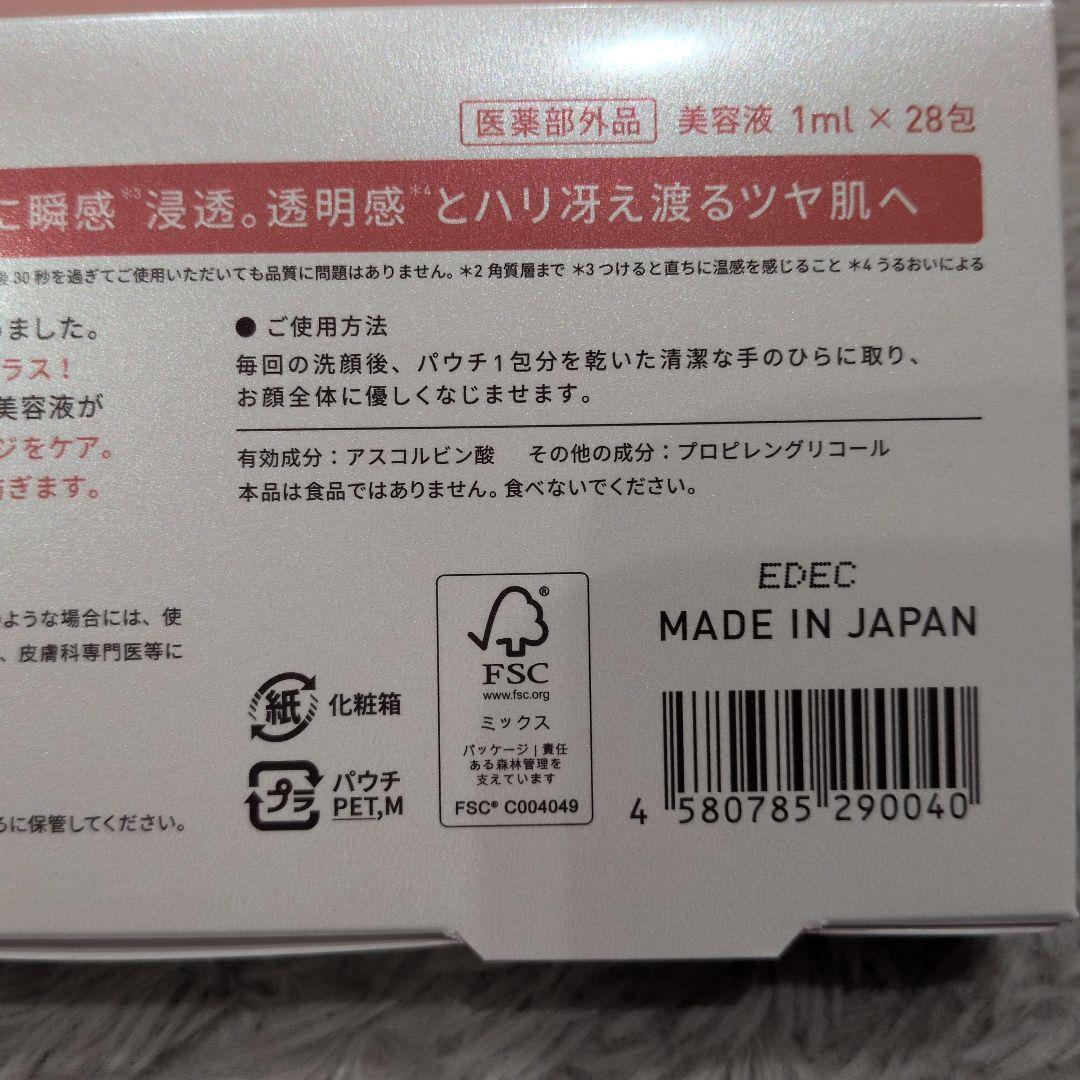 医薬部外品 美容液 1ml × 28包
に瞬感*3浸透。透明感*4とハリ冴え渡るツヤ肌へ
後30秒を過ぎてご使用いただいても品質に問題はありません。*2 角質層まで *3 つけると直ちに温感を感じること *4 うるおいによる
ました。
ラス！
美容液が
ジをケア。
ぎます。
● ご使用方法
毎回の洗顔後、パウチ1包分を乾いた清潔な手のひらに取り、
お顔全体に優しくなじませます。
有効成分：アスコルビン酸 その他の成分：プロピレングリコール
本品は食品ではありません。食べないでください。
ような場合には、使
、皮膚科専門医等に
ろに保管してください。
紙 化粧箱
プラ パウチ
PET,M
FSC®
www.fsc.org
ミックス
パッケージ | 責任
ある森林管理を
支えています
FSC® C004049
EDEC
MADE IN JAPAN
4 580785 290040